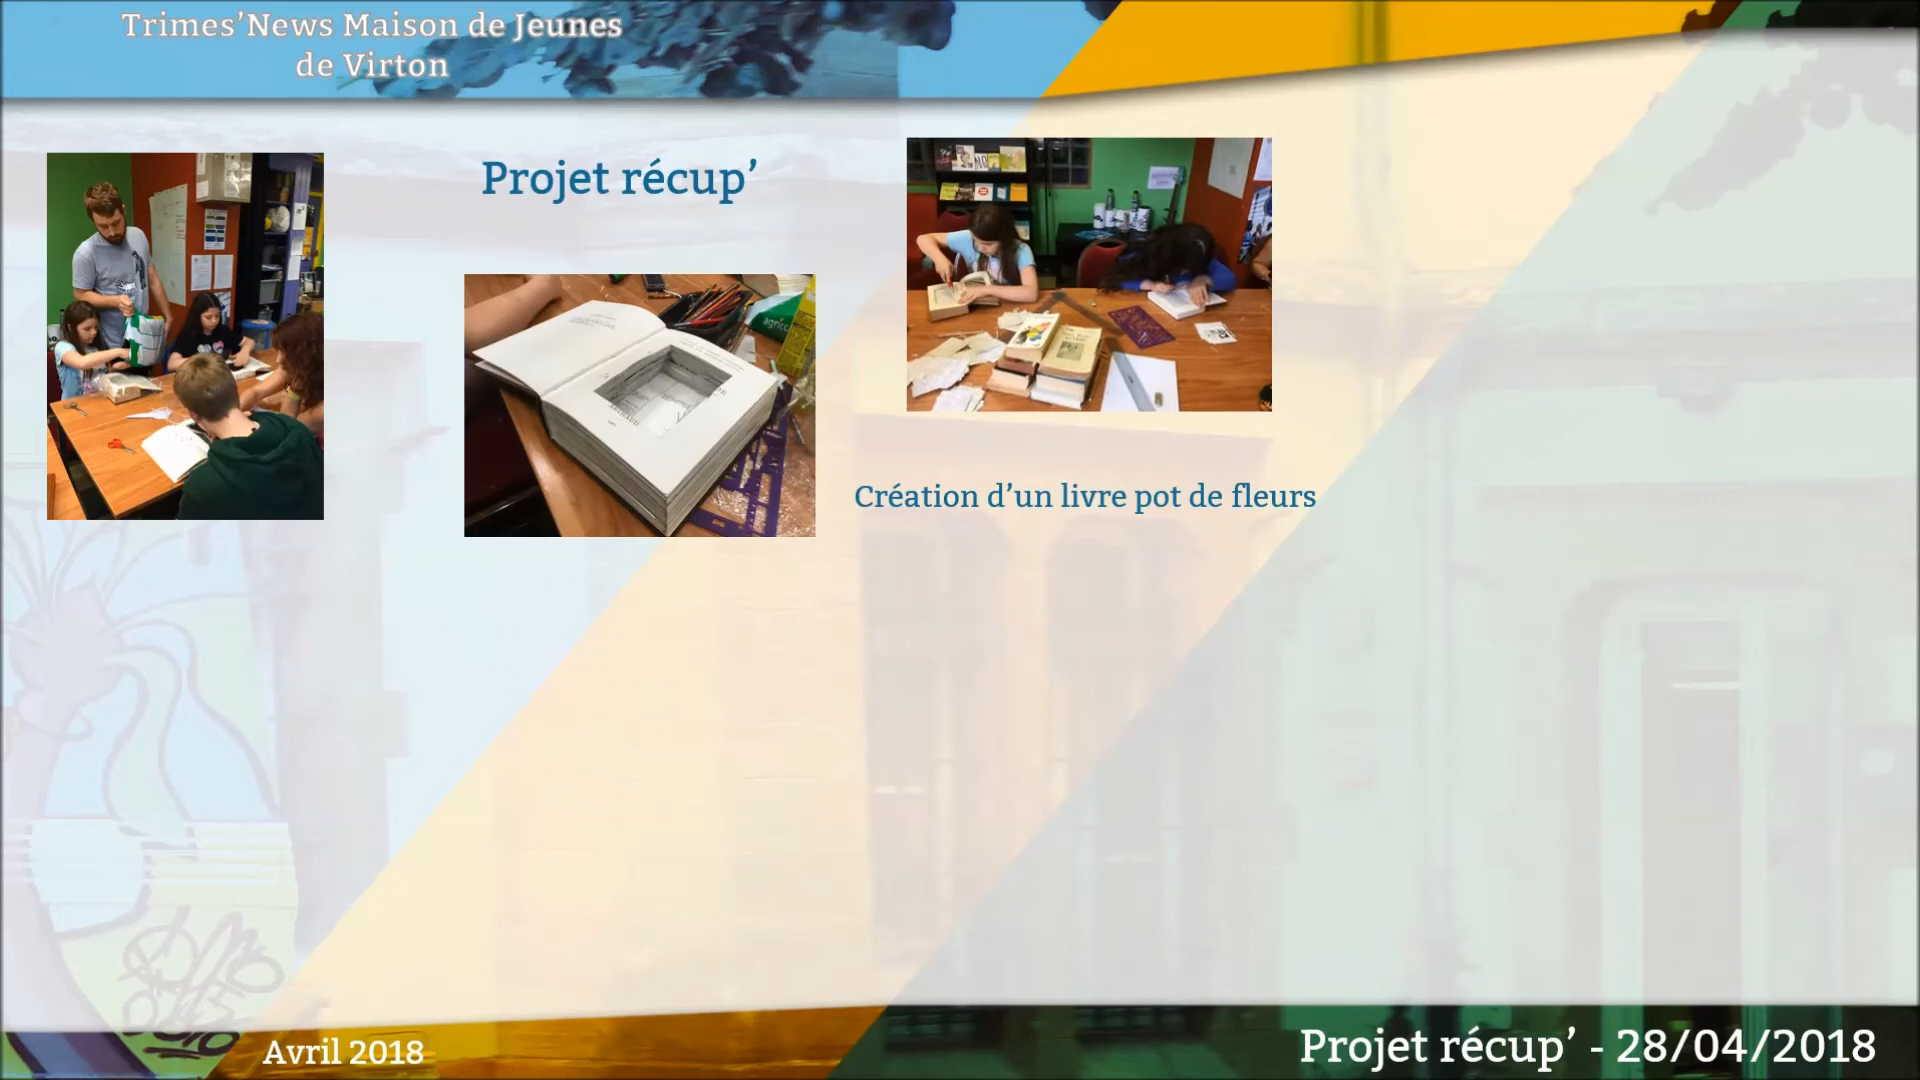 Trimes’News Maison de Jeunes
de Virton
Projet récup’
Création d’un livre pot de fleurs
Avril 2018
Projet récup’ - 28/04/2018